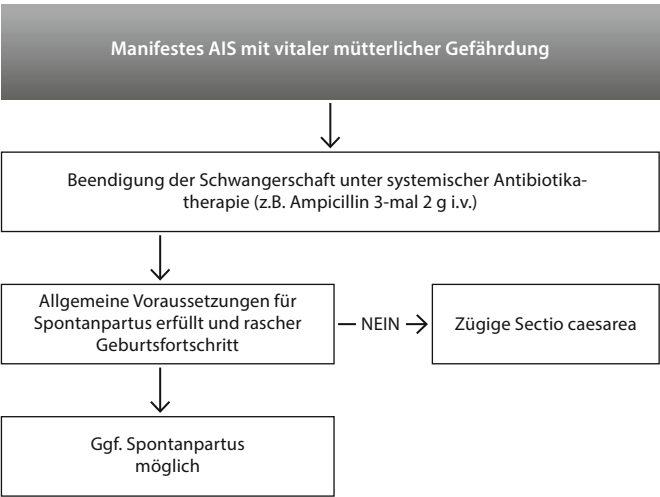 Manifestes AIS mit vitaler mütterlicher Gefährdung
Beendigung der Schwangerschaft unter systemischer Antibiotika-
therapie (z.B. Ampicillin 3-mal 2 g i.v.)
Allgemeine Voraussetzungen für
Spontanpartus erfüllt und rascher
Geburtsfortschritt
NEIN
Zügige Sectio caesarea
Ggf. Spontanpartus
möglich